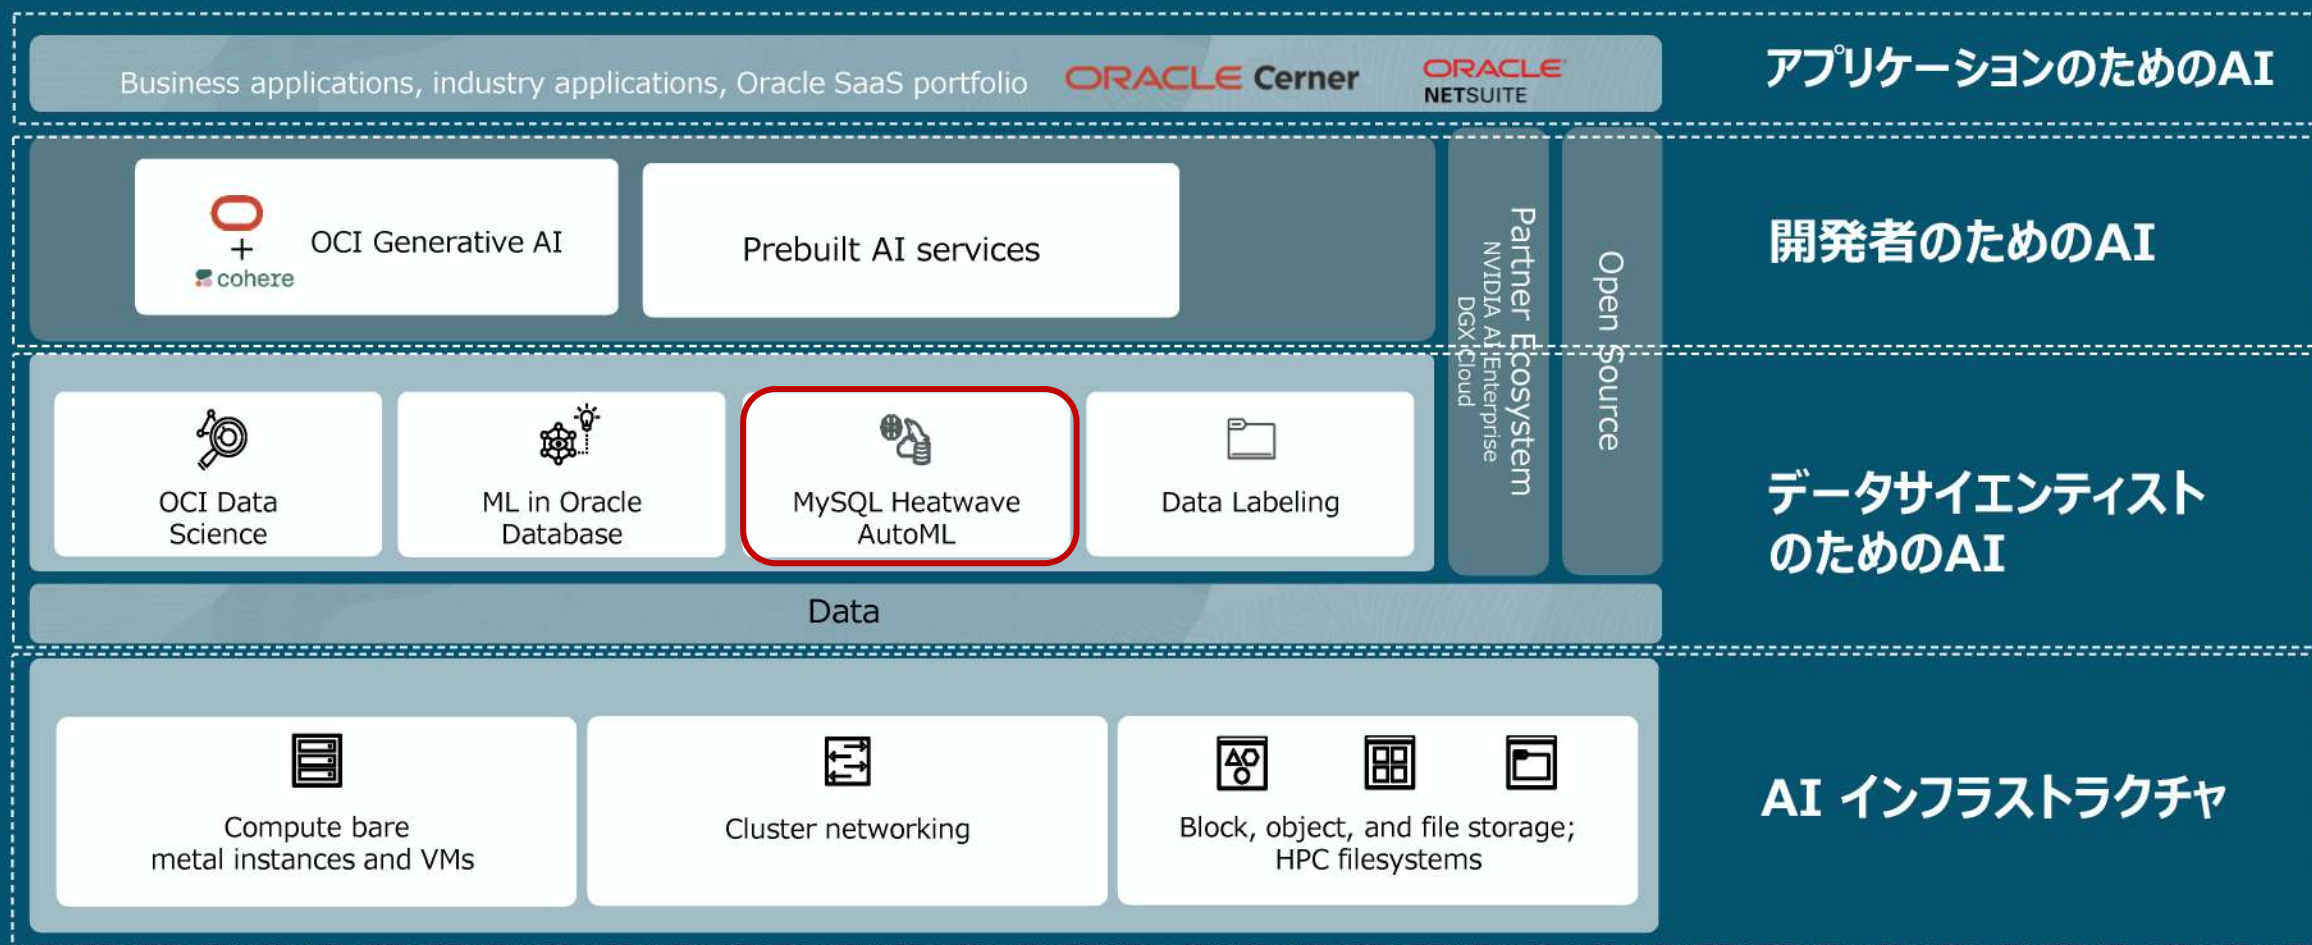 Business applications, industry applications, Oracle SaaS portfolio
ORACLE Cerner
ORACLE
NETSUITE
アプリケーションのためのAI
+
cohere
OCI Generative AI
Prebuilt AI services
Partner Ecosystem
NVIDIA AI Enterprise
DGX Cloud
Open Source
開発者のためのAI
OCI Data
Science
ML in Oracle
Database
MySQL Heatwave
AutoML
Data Labeling
データサイエンティスト
のためのAI
Data
Compute bare
metal instances and VMs
Cluster networking
Block, object, and file storage;
HPC filesystems
AI インフラストラクチャ